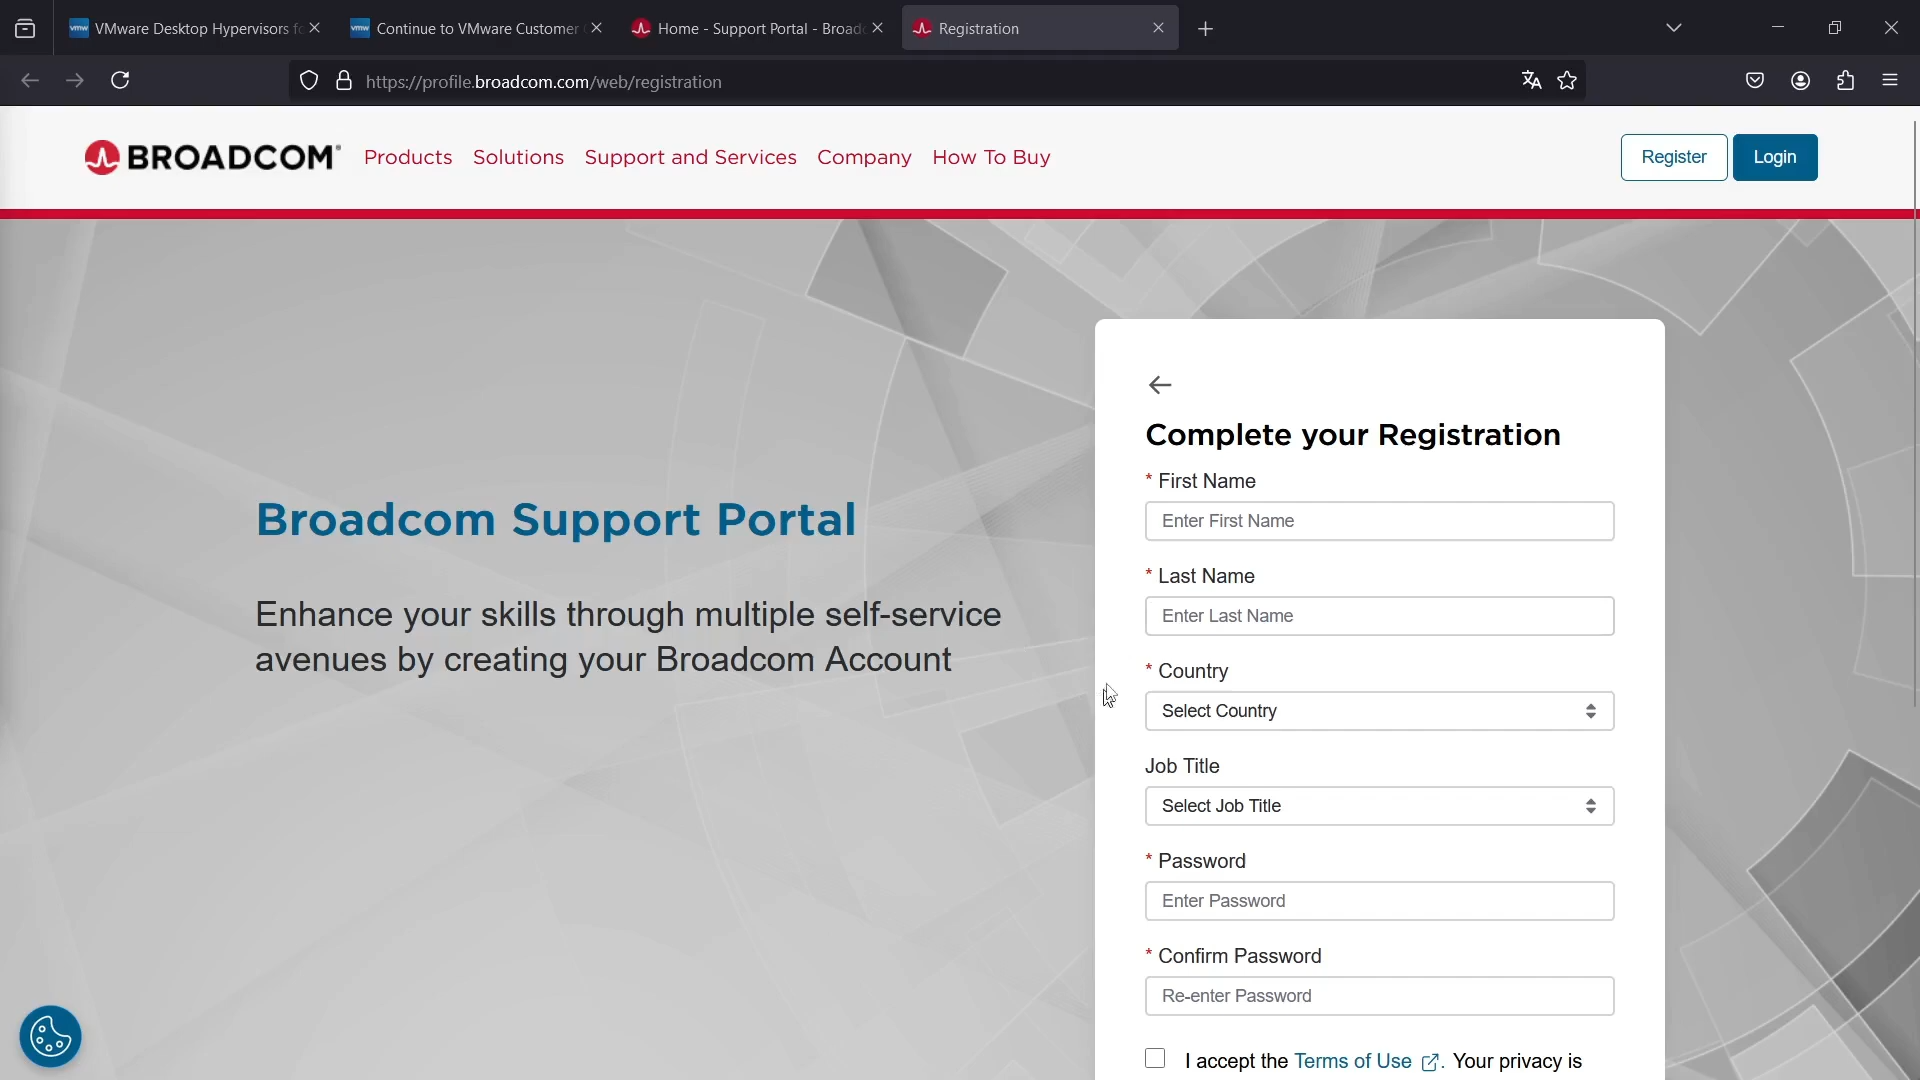 VMware Desktop Hypervisors fo
Continue to VMware Customer
Home - Support Portal - Broadc
Registration
https://profile.broadcom.com/web/registration
BROADCOM
Products
Solutions
Support and Services
Company
How To Buy
Register
Login
Broadcom Support Portal
Enhance your skills through multiple self-service
avenues by creating your Broadcom Account
Complete your Registration
* First Name
Enter First Name
* Last Name
Enter Last Name
* Country
Select Country
Job Title
Select Job Title
* Password
Enter Password
* Confirm Password
Re-enter Password
I accept the Terms of Use . Your privacy is